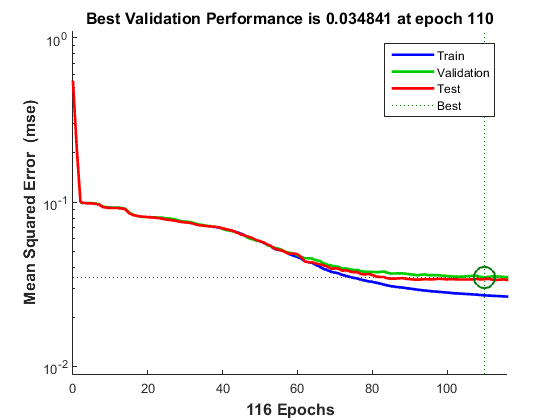 Best Validation Performance is 0.034841 at epoch 110
10^0
Train
Validation
Test
Best
Mean Squared Error (mse)
10^-1
10^-2
0 20 40 60 80 100
116 Epochs